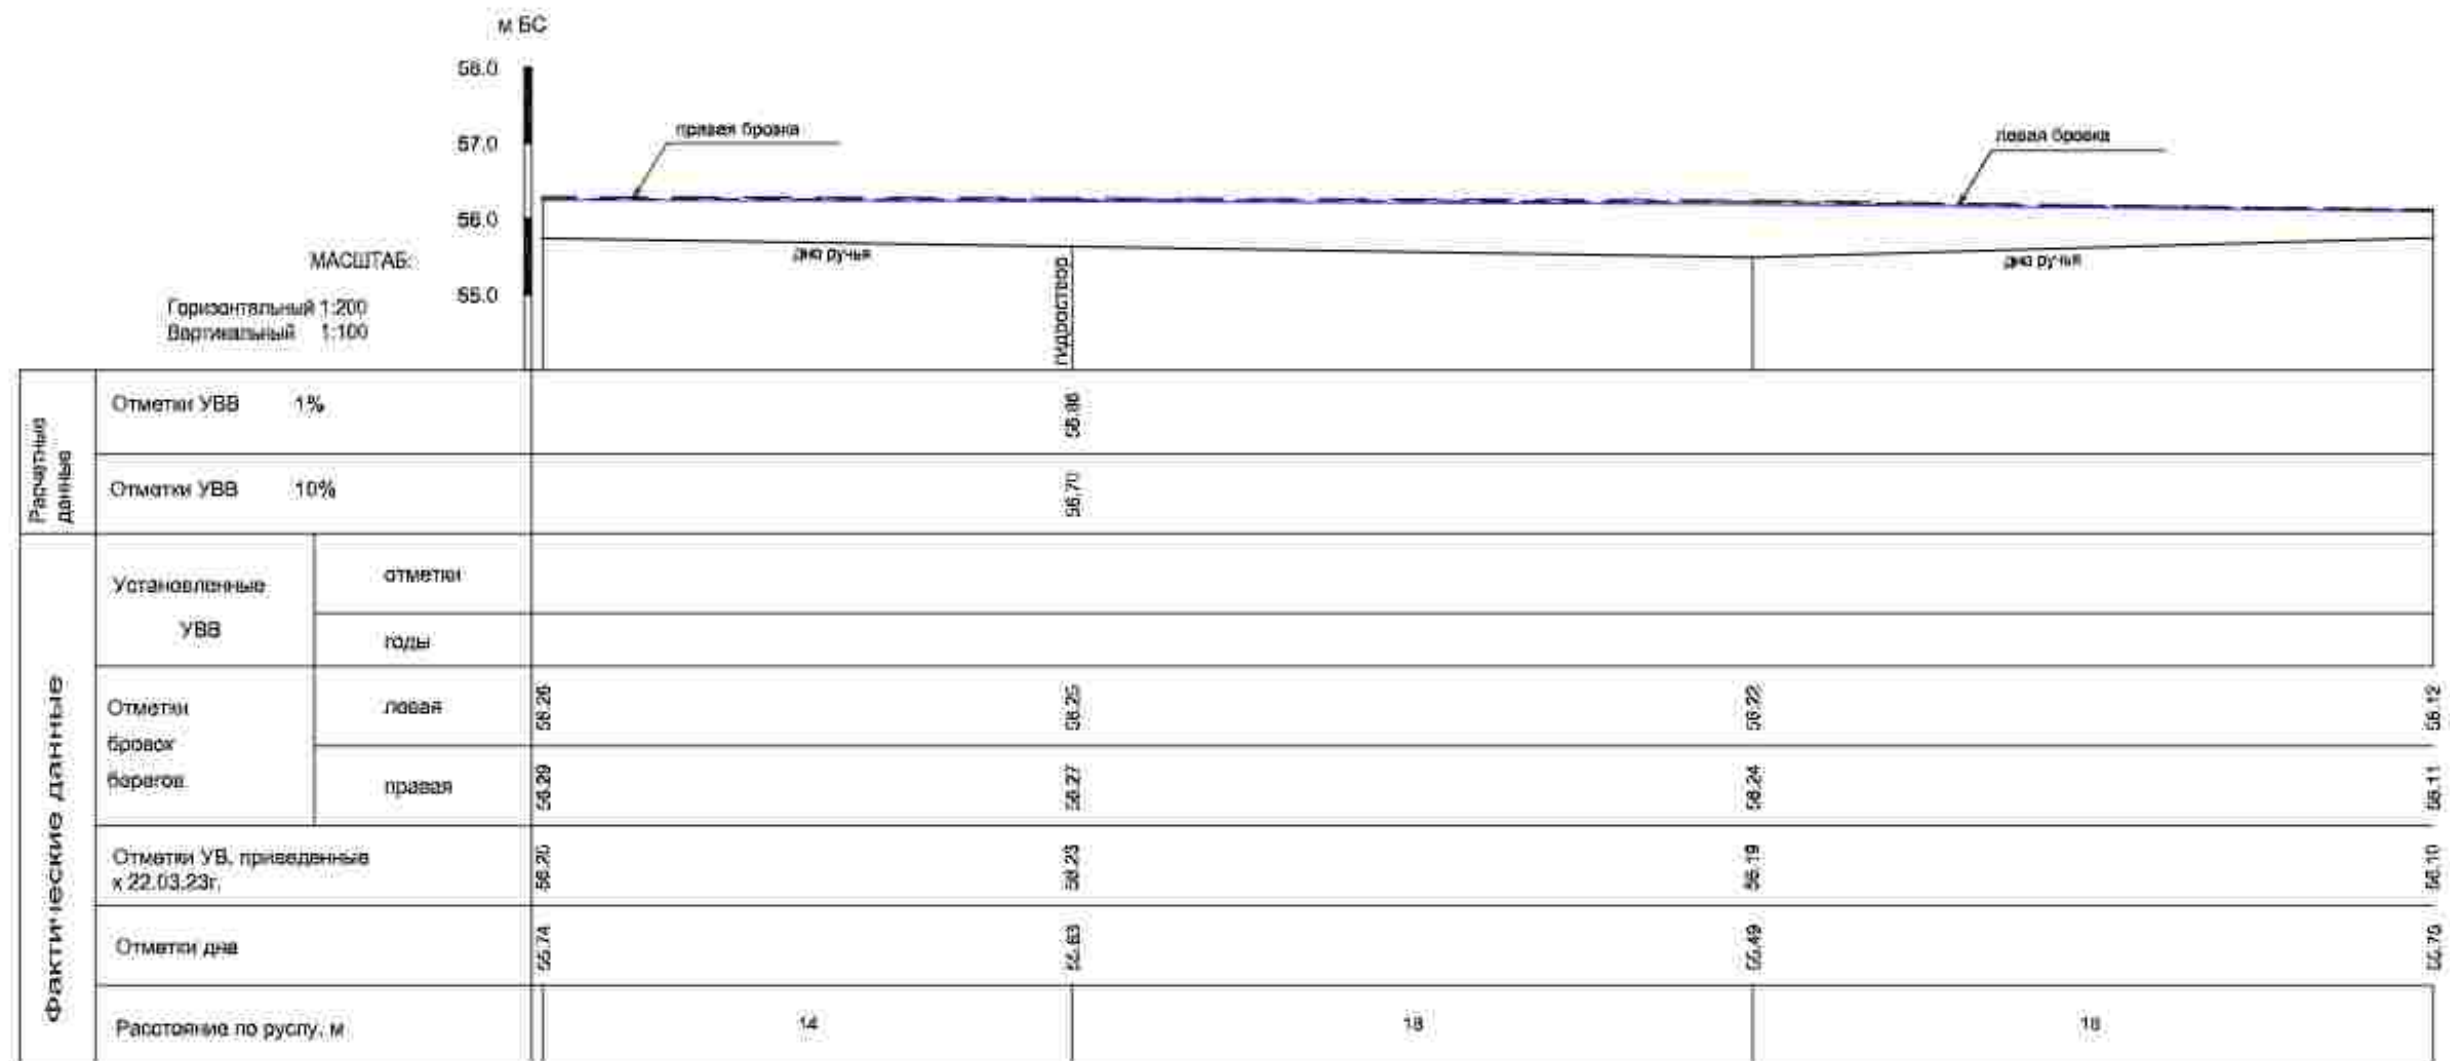 м БС
58.0
57.0
56.0
55.0
правая бровка
левая бровка
дно ручья
дно ручья
гидроствор
МАСШТАБ:
Горизонтальный 1:200
Вертикальный 1:100
Расчетные данные
Отметки УВВ 1%
56.86
Отметки УВВ 10%
56.70
Фактические данные
Установленные
УВВ
отметки
годы
Отметки
бровок
берегов
левая
56.26
56.25
56.22
56.12
правая
56.29
56.27
56.24
56.11
Отметки УВ, приведенные
к 22.03.23г.
56.25
56.23
56.19
56.10
Отметки дна
55.74
55.63
55.49
55.75
Расстояние по руслу, м
14
18
18